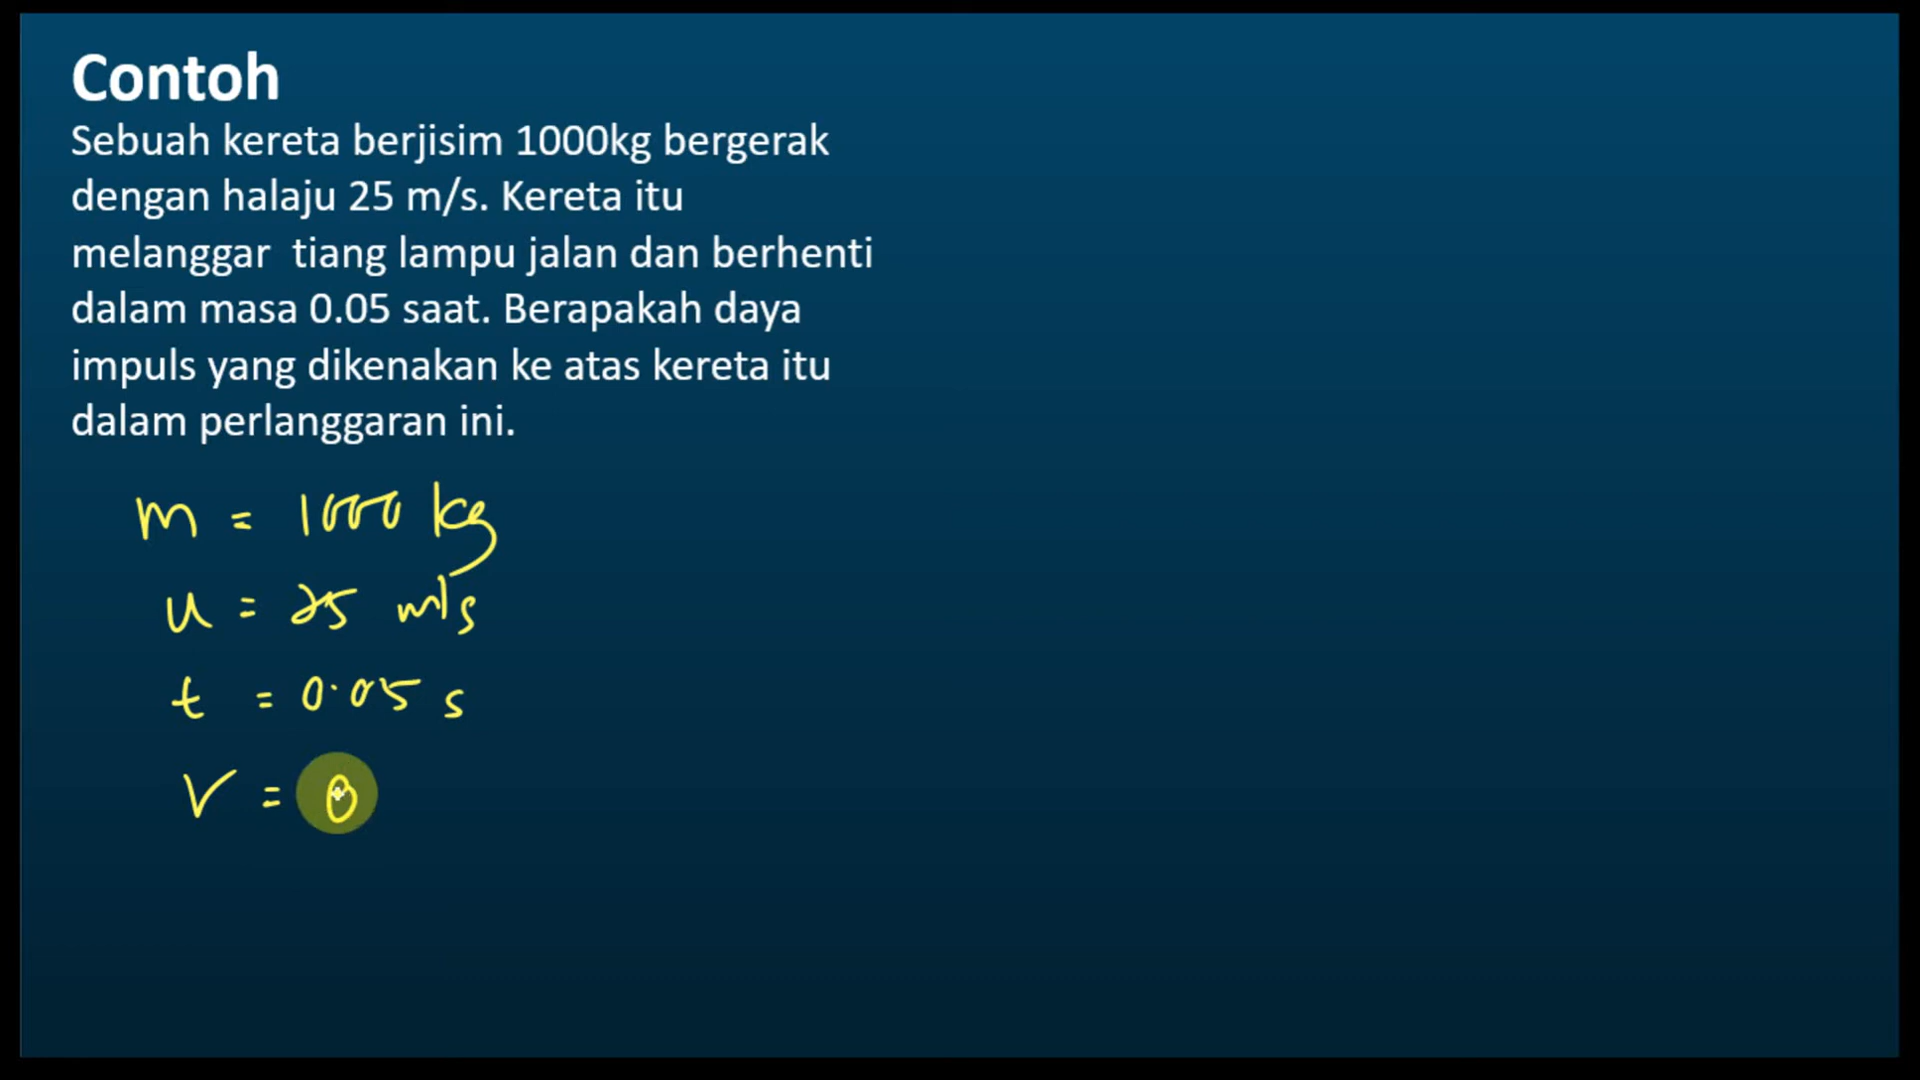 Contoh
Sebuah kereta berjisim 1000kg bergerak
dengan halaju 25 m/s. Kereta itu
melanggar  tiang lampu jalan dan berhenti
dalam masa 0.05 saat. Berapakah daya
impuls yang dikenakan ke atas kereta itu
dalam perlanggaran ini.
m = 1000 kg
u = 25 m/s
t = 0.05 s
v = 0